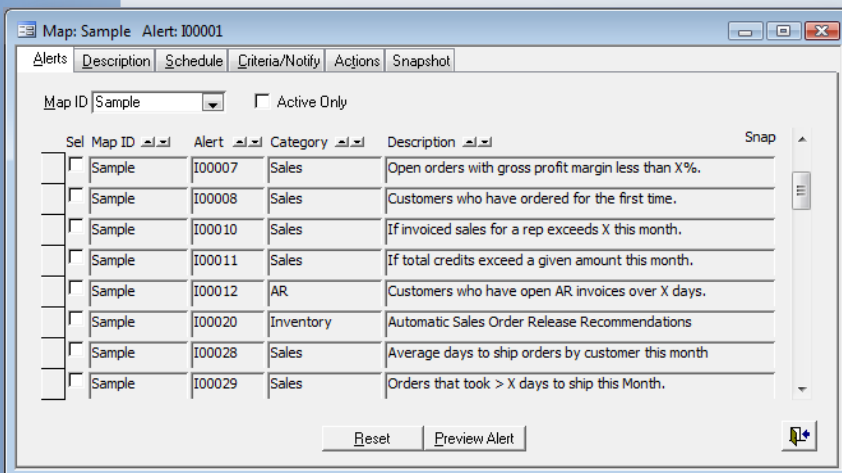 Map: Sample Alert: I00001
Alerts Description Schedule Criteria/Notify Actions Snapshot
Map ID Sample Active Only
Sel Map ID Alert Category Description Snap
Sample I00007 Sales Open orders with gross profit margin less than X%.
Sample I00008 Sales Customers who have ordered for the first time.
Sample I00010 Sales If invoiced sales for a rep exceeds X this month.
Sample I00011 Sales If total credits exceed a given amount this month.
Sample I00012 AR Customers who have open AR invoices over X days.
Sample I00020 Inventory Automatic Sales Order Release Recommendations
Sample I00028 Sales Average days to ship orders by customer this month
Sample I00029 Sales Orders that took > X days to ship this Month.
Reset Preview Alert